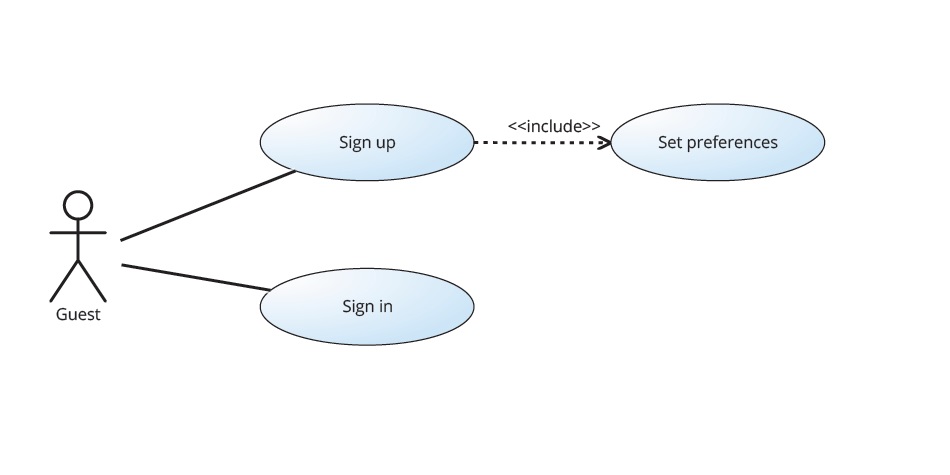 Sign up
<<include>>
Set preferences
Guest
Sign in